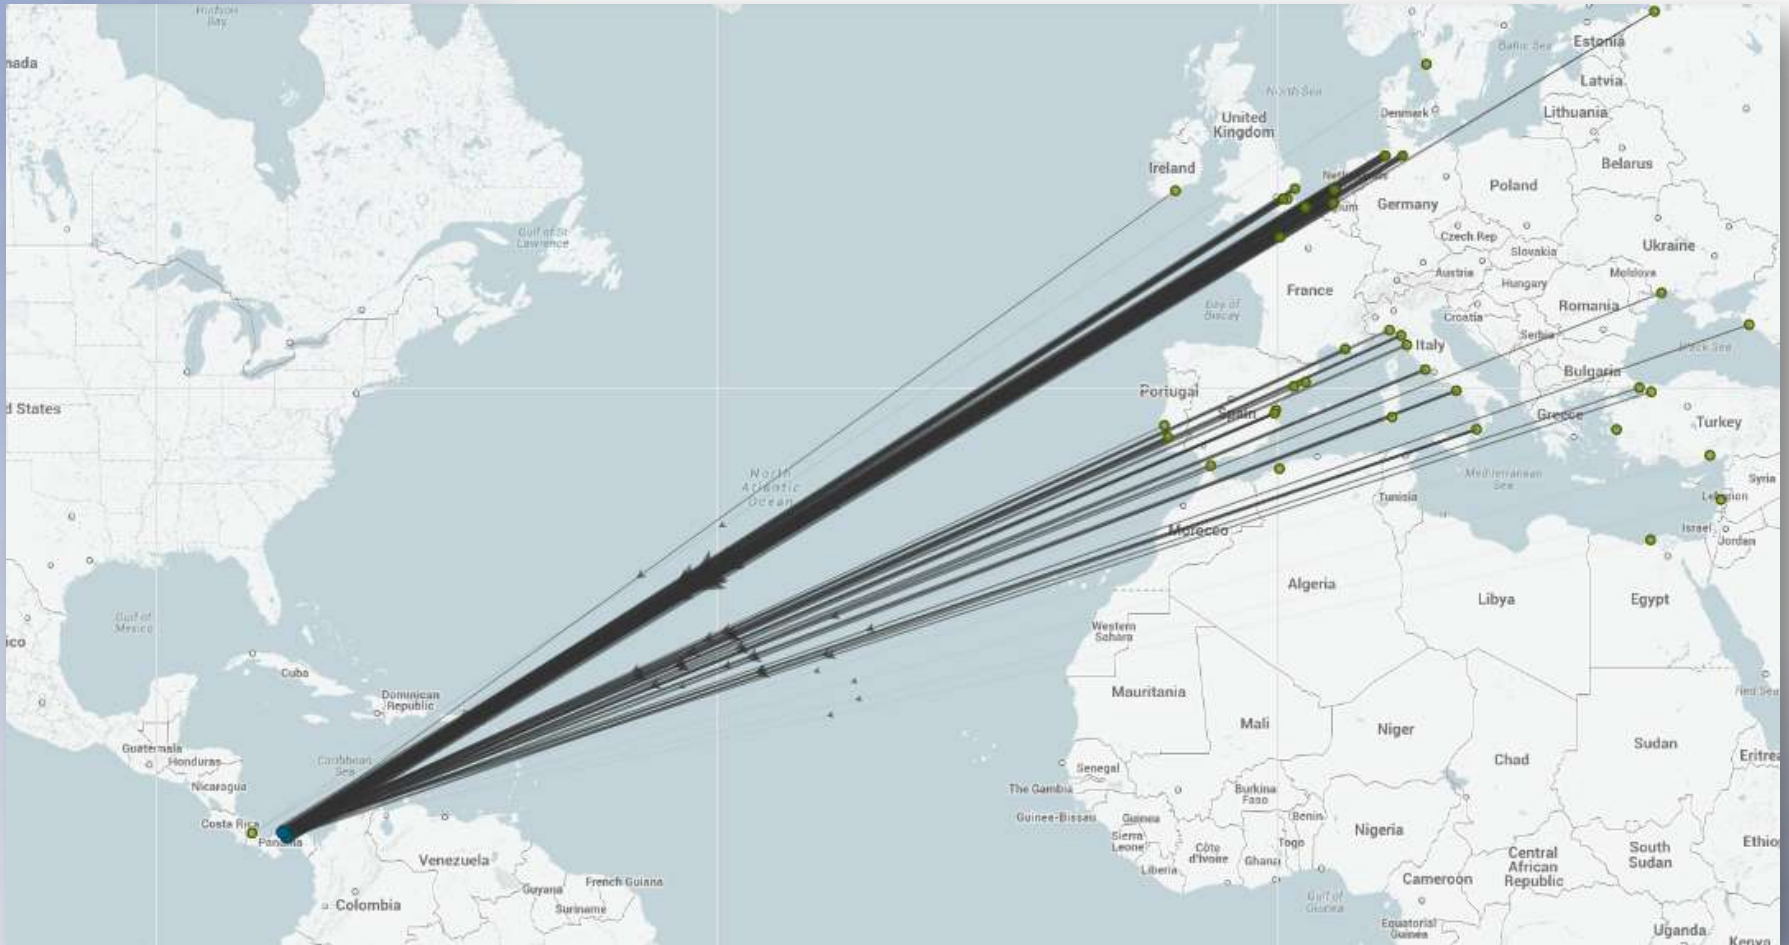 Hudson
Bay
nada
Estonia
Baltic Sea
Latvia
North Sea
Denmark
Lithuania
United
Kingdom
Ireland
Belarus
Poland
Germany
Gulf of St
Lawrence
Czech Rep
Slovakia
Ukraine
Austria
Moldova
Hungary
France
Bay of
Biscay
Romania
Croatia
Serbia
Italy
Black Sea
Bulgaria
Portugal
d States
Spain
Greece
Turkey
North
Atlantic
Ocean
Mediterranean
Sea
Syria
Tunisia
Lebanon
Morocco
Israel
Jordan
Algeria
Libya
Egypt
Gulf of
Mexico
Western
Sahara
ico
Cuba
Dominican
Republic
Mauritania
Red Sea
Mali
Niger
Sudan
Chad
Eritrea
Guatemala
Honduras
Caribbean
Sea
Senegal
Nicaragua
The Gambia
Burkina
Faso
Costa Rica
Guinea-Bissau
Guinea
Benin
Nigeria
Panama
Sierra
Leone
Togo
Ethio
Venezuela
Côte
d'Ivoire
Ghana
Central
African
Republic
South
Sudan
Liberia
Guyana
French Guiana
Cameroon
Colombia
Suriname
Gulf of
Guinea
Equatorial
Guinea
Uganda
Kenya